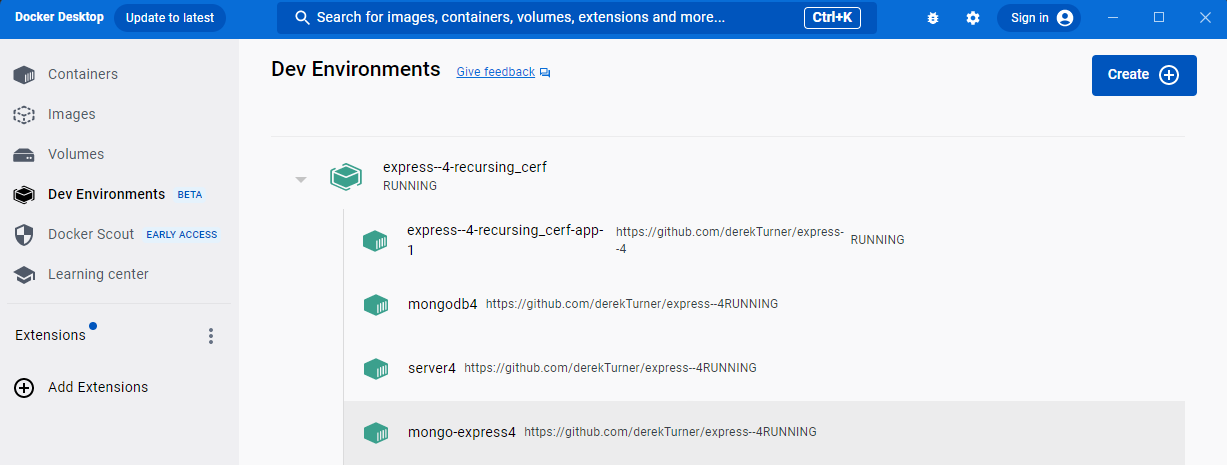 Docker Desktop
Update to latest
Search for images, containers, volumes, extensions and more...
Ctrl+K
Sign in
Containers
Images
Volumes
Dev Environments BETA
Docker Scout EARLY ACCESS
Learning center
Extensions
Add Extensions
Dev Environments
Give feedback
Create
express--4-recursing_cerf
RUNNING
express--4-recursing_cerf-app-
1
https://github.com/derekTurner/express-
-4
RUNNING
mongodb4 https://github.com/derekTurner/express--4RUNNING
server4 https://github.com/derekTurner/express--4RUNNING
mongo-express4 https://github.com/derekTurner/express--4RUNNING